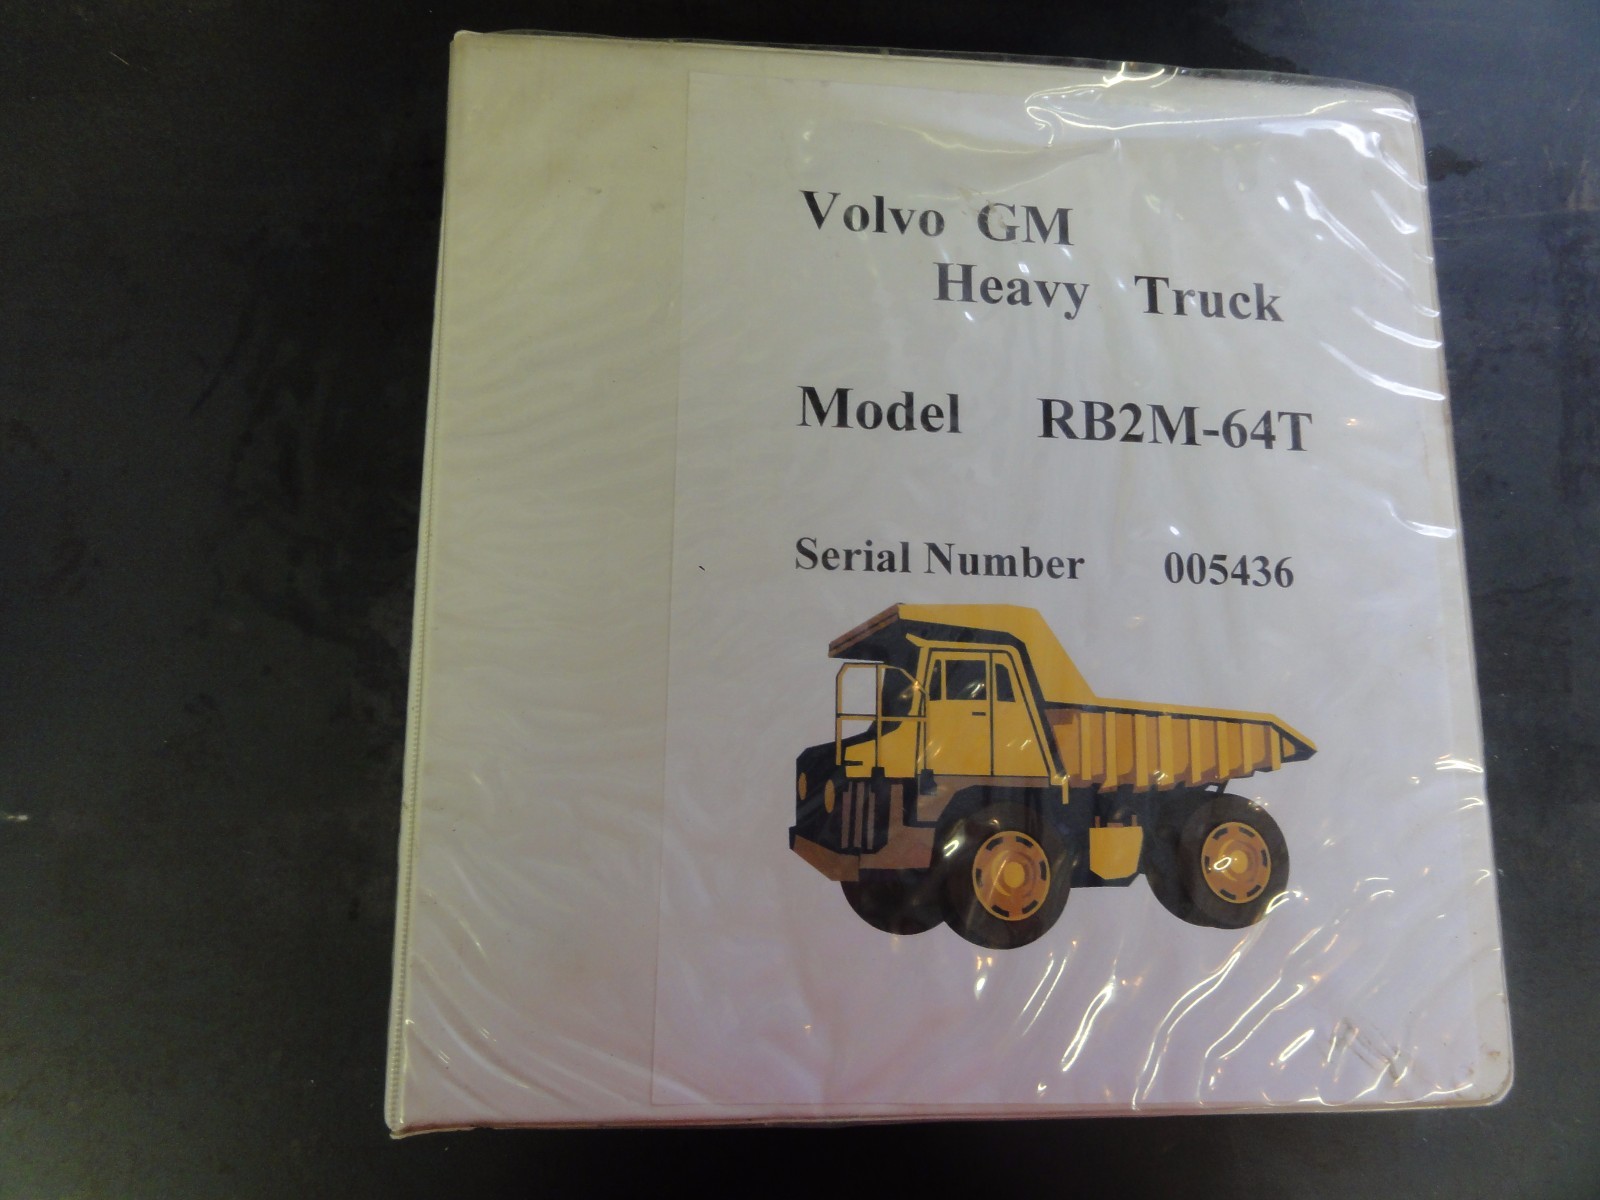 Volvo GM
Heavy Truck
Model RB2M-64T
Serial Number 005436